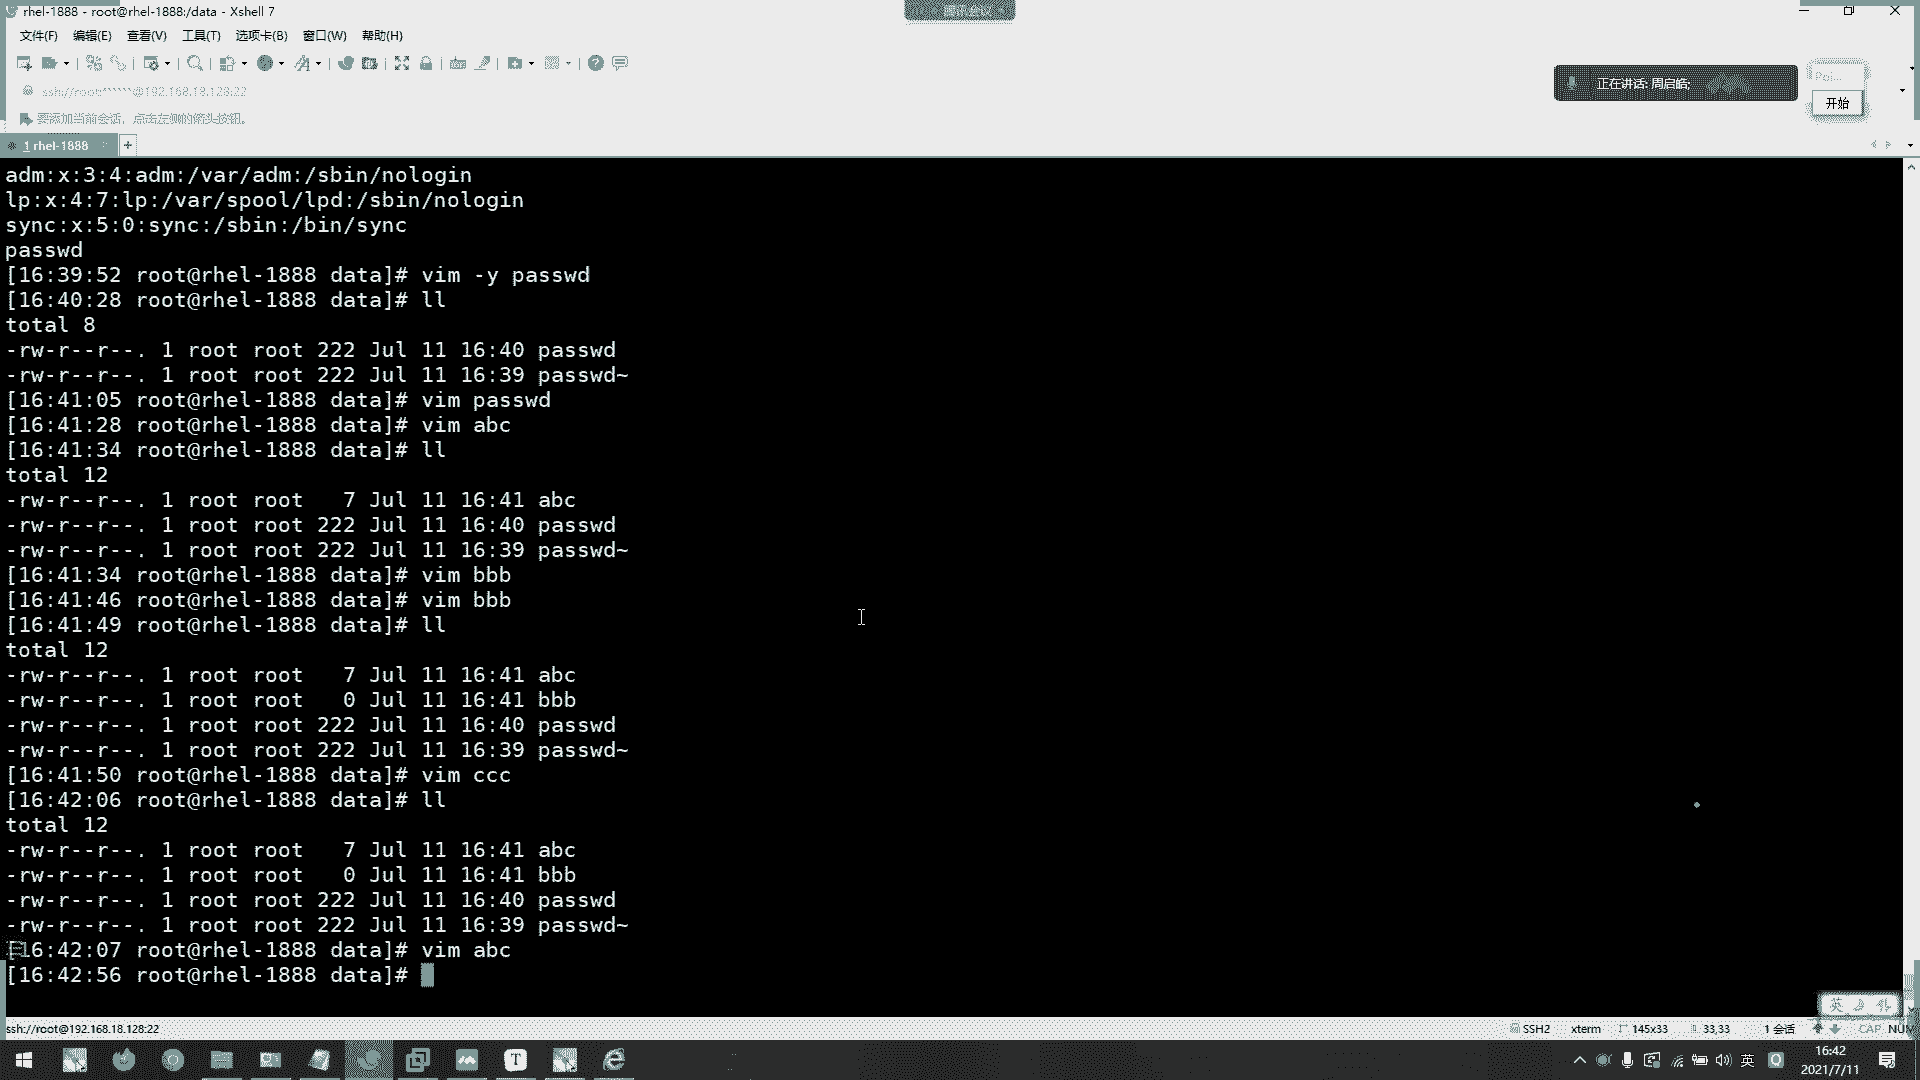 rhel-1888 - root@rhel-1888:/data - Xshell 7
腾讯会议
文件(F) 编辑(E) 查看(V) 工具(T) 选项卡(B) 窗口(W) 帮助(H)
正在讲话: 周启皓;
Poi...
开始
ssh://root:******@192.168.18.128:22
要添加当前会话，点击左侧的箭头按钮。
1 rhel-1888 +
adm:x:3:4:adm:/var/adm:/sbin/nologin
lp:x:4:7:lp:/var/spool/lpd:/sbin/nologin
sync:x:5:0:sync:/sbin:/bin/sync
passwd
[16:39:52 root@rhel-1888 data]# vim -y passwd
[16:40:28 root@rhel-1888 data]# ll
total 8
-rw-r--r--. 1 root root 222 Jul 11 16:40 passwd
-rw-r--r--. 1 root root 222 Jul 11 16:39 passwd~
[16:41:05 root@rhel-1888 data]# vim passwd
[16:41:28 root@rhel-1888 data]# vim abc
[16:41:34 root@rhel-1888 data]# ll
total 12
-rw-r--r--. 1 root root   7 Jul 11 16:41 abc
-rw-r--r--. 1 root root 222 Jul 11 16:40 passwd
-rw-r--r--. 1 root root 222 Jul 11 16:39 passwd~
[16:41:34 root@rhel-1888 data]# vim bbb
[16:41:46 root@rhel-1888 data]# vim bbb
[16:41:49 root@rhel-1888 data]# ll
total 12
-rw-r--r--. 1 root root   7 Jul 11 16:41 abc
-rw-r--r--. 1 root root   0 Jul 11 16:41 bbb
-rw-r--r--. 1 root root 222 Jul 11 16:40 passwd
-rw-r--r--. 1 root root 222 Jul 11 16:39 passwd~
[16:41:50 root@rhel-1888 data]# vim ccc
[16:42:06 root@rhel-1888 data]# ll
total 12
-rw-r--r--. 1 root root   7 Jul 11 16:41 abc
-rw-r--r--. 1 root root   0 Jul 11 16:41 bbb
-rw-r--r--. 1 root root 222 Jul 11 16:40 passwd
-rw-r--r--. 1 root root 222 Jul 11 16:39 passwd~
[16:42:07 root@rhel-1888 data]# vim abc
[16:42:56 root@rhel-1888 data]#
英
ssh://root@192.168.18.128:22 SSH2 xterm 145x33 33,33 1 会话 CAP NUM
英 16:42
2021/7/11